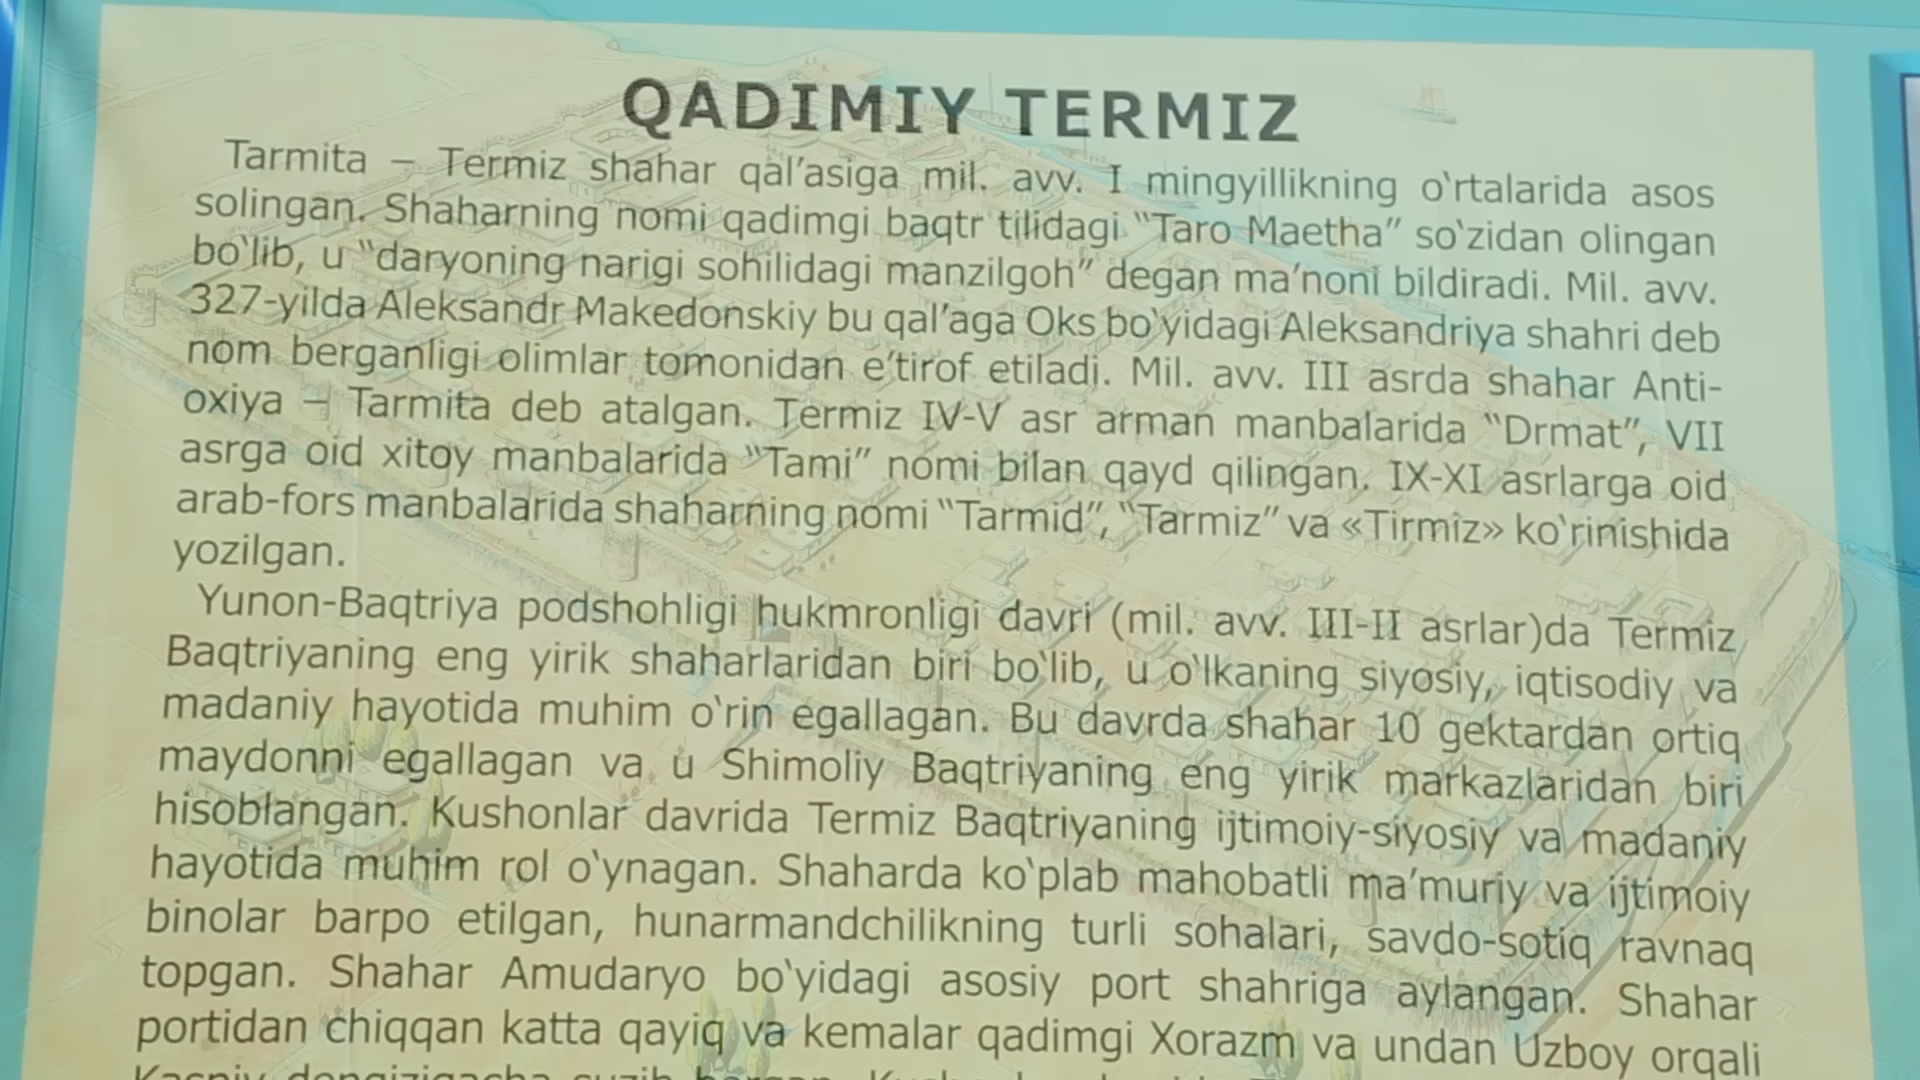 QADIMIY TERMIZ
Tarmita – Termiz shahar qal’asiga mil. avv. I mingyillikning o‘rtalarida asos
solingan. Shaharning nomi qadimgi baqtr tilidagi “Taro Maetha” so‘zidan olingan
bo‘lib, u “daryoning narigi sohilidagi manzilgoh” degan ma’noni bildiradi. Mil. avv.
327-yilda Aleksandr Makedonskiy bu qal’aga Oks bo‘yidagi Aleksandriya shahri deb
nom berganligi olimlar tomonidan e’tirof etiladi. Mil. avv. III asrda shahar Anti-
oxiya – Tarmita deb atalgan. Termiz IV-V asr arman manbalarida “Drmat”, VII
asrga oid xitoy manbalarida “Tami” nomi bilan qayd qilingan. IX-XI asrlarga oid
arab-fors manbalarida shaharning nomi “Tarmid”, “Tarmiz” va «Tirmiz» ko‘rinishida
yozilgan.
Yunon-Baqtriya podshohligi hukmronligi davri (mil. avv. III-II asrlar)da Termiz
Baqtriyaning eng yirik shaharlaridan biri bo‘lib, u o‘lkaning siyosiy, iqtisodiy va
madaniy hayotida muhim o‘rin egallagan. Bu davrda shahar 10 gektardan ortiq
maydonni egallagan va u Shimoliy Baqtriyaning eng yirik markazlaridan biri
hisoblangan. Kushonlar davrida Termiz Baqtriyaning ijtimoiy-siyosiy va madaniy
hayotida muhim rol o‘ynagan. Shaharda ko‘plab mahobatli ma’muriy va ijtimoiy
binolar barpo etilgan, hunarmandchilikning turli sohalari, savdo-sotiq ravnaq
topgan. Shahar Amudaryo bo‘yidagi asosiy port shahriga aylangan. Shahar
portidan chiqqan katta qayiq va kemalar qadimgi Xorazm va undan Uzboy orqali